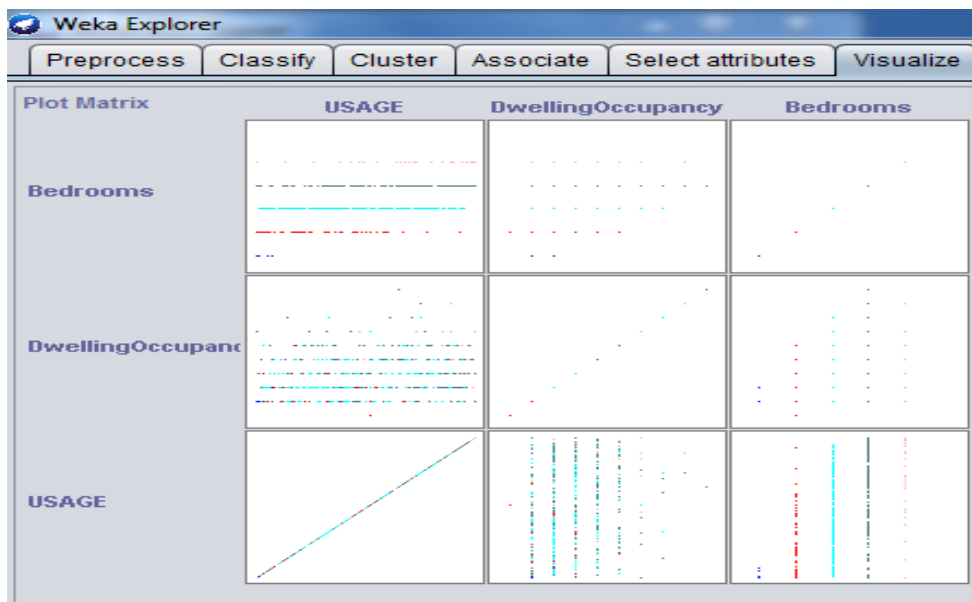 Weka Explorer
Preprocess Classify Cluster Associate Select attributes Visualize
Plot Matrix USAGE DwellingOccupancy Bedrooms
Bedrooms
DwellingOccupanc
USAGE